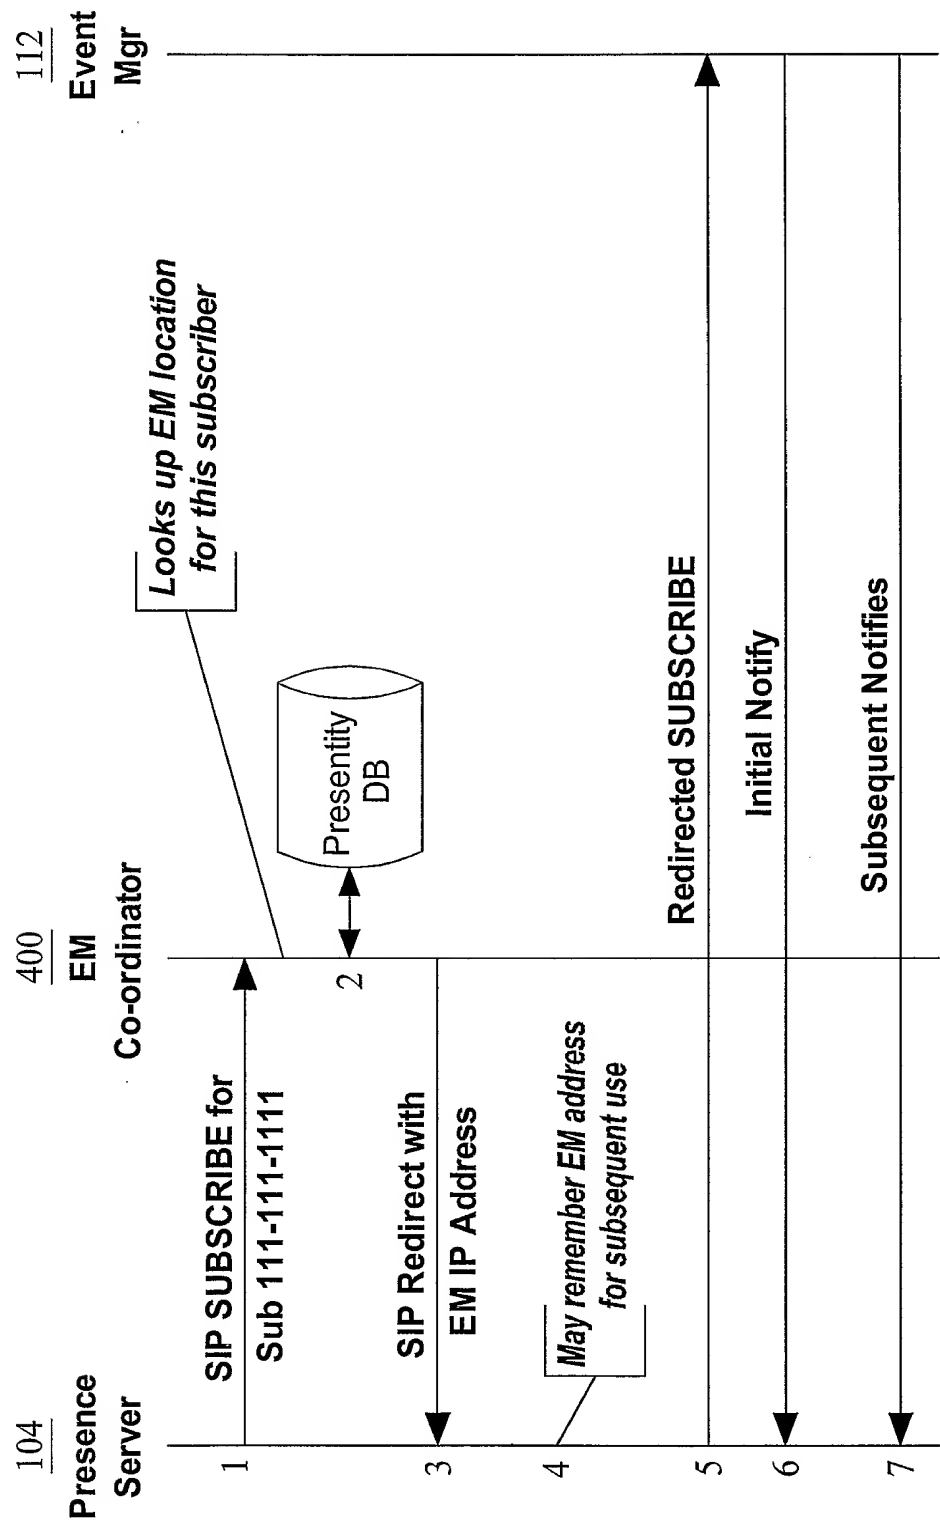 104
Presence
Server
400
EM
Co-ordinator
112
Event
Mgr
1
SIP SUBSCRIBE for
Sub 111-111-1111
Looks up EM location
for this subscriber
2
Presentity
DB
3
SIP Redirect with
EM IP Address
4
May remember EM address
for subsequent use
5
Redirected SUBSCRIBE
6
Initial Notify
7
Subsequent Notifies